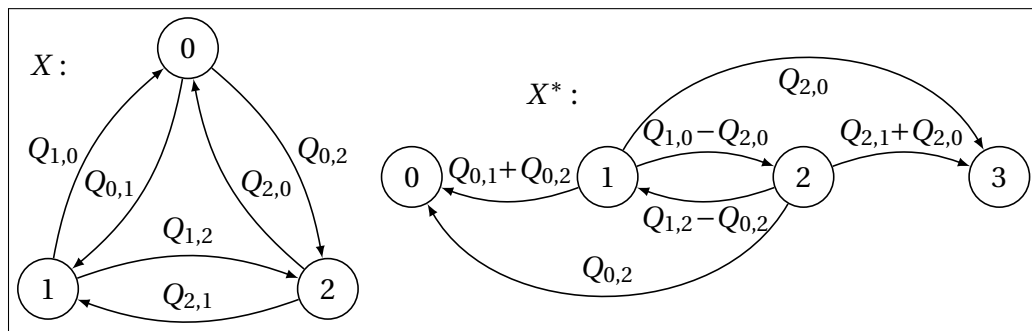 X :
0
Q1,0
Q0,1
Q2,0
Q0,2
Q1,2
Q2,1
1
2
X* :
Q2,0
Q1,0−Q2,0
Q2,1+Q2,0
0
Q0,1+Q0,2
1
2
3
Q1,2−Q0,2
Q0,2